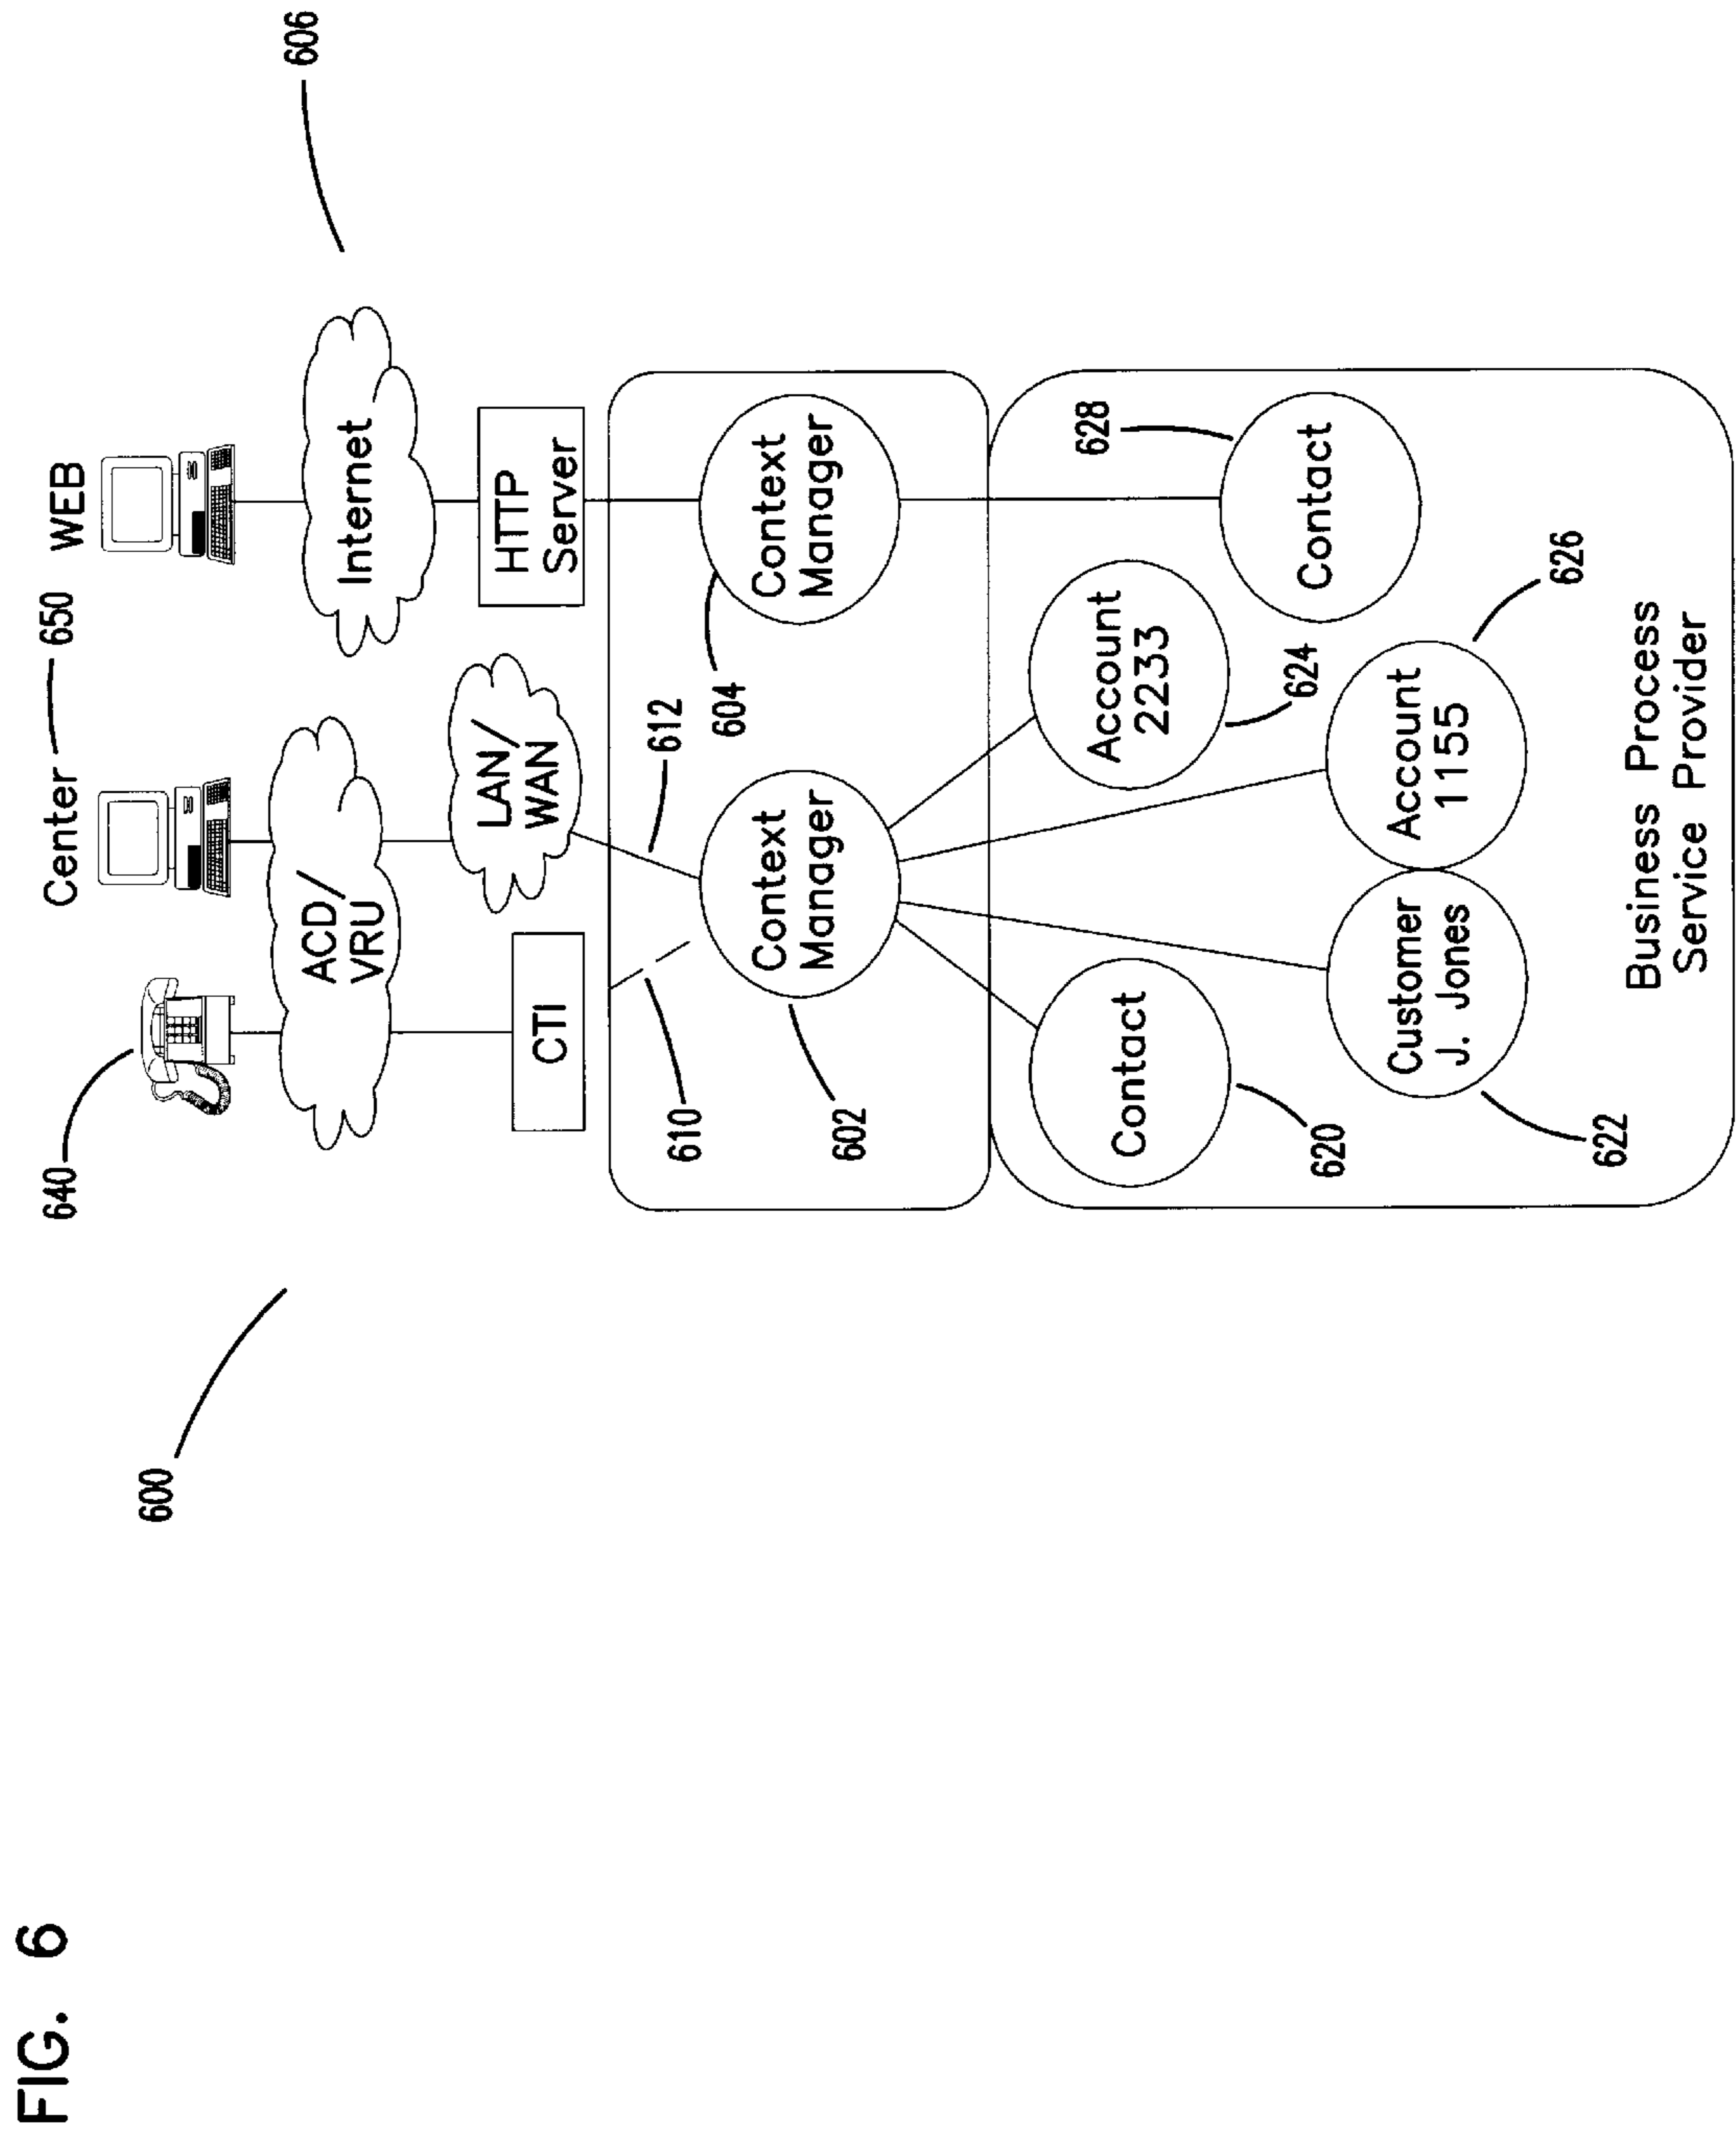 FIG. 6
600
606
640
Center
650
WEB
ACD/
VRU
Internet
LAN/
WAN
CTI
HTTP
Server
610
612
602
604
Context
Manager
Context
Manager
Contact
620
Account
2233
624
628
Contact
Customer
J. Jones
622
Account
1155
626
Business Process
Service Provider